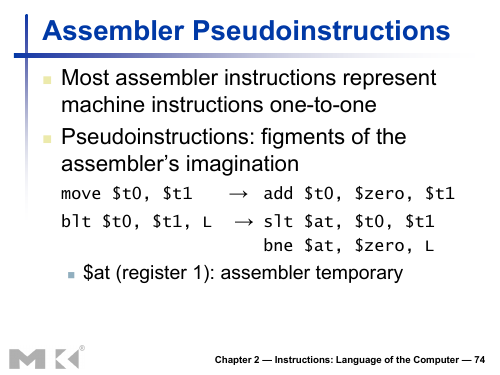 Assembler Pseudoinstructions
Most assembler instructions represent
machine instructions one-to-one
Pseudoinstructions: figments of the
assembler's imagination
move $t0, $t1 → add $t0, $zero, $t1
blt $t0, $t1, L → slt $at, $t0, $t1
bne $at, $zero, L
$at (register 1): assembler temporary
MK®
Chapter 2 — Instructions: Language of the Computer — 74